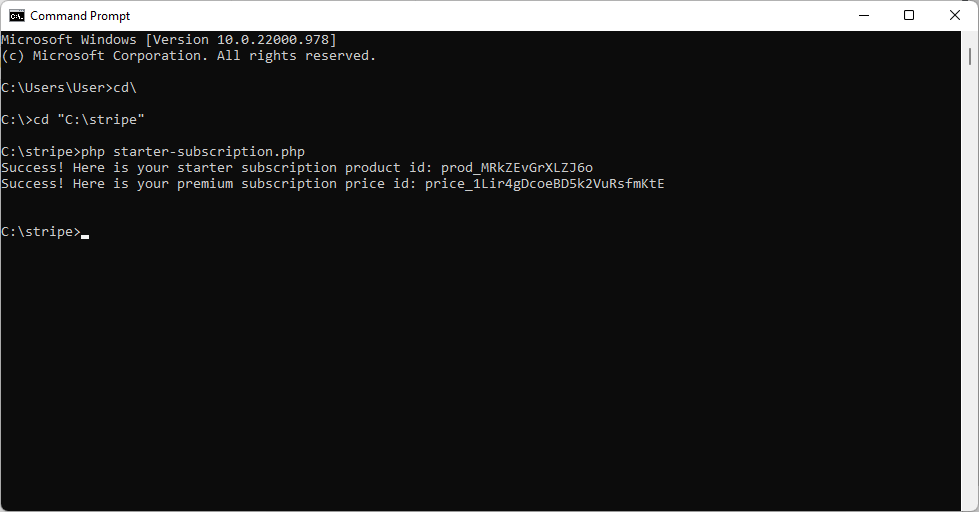 Command Prompt
Microsoft Windows [Version 10.0.22000.978]
(c) Microsoft Corporation. All rights reserved.
C:\Users\User>cd\
C:\>cd "C:\stripe"
C:\stripe>php starter-subscription.php
Success! Here is your starter subscription product id: prod_MRkZEvGrXLZJ6o
Success! Here is your premium subscription price id: price_1Lir4gDcoeBD5k2VuRsfmKtE
C:\stripe>